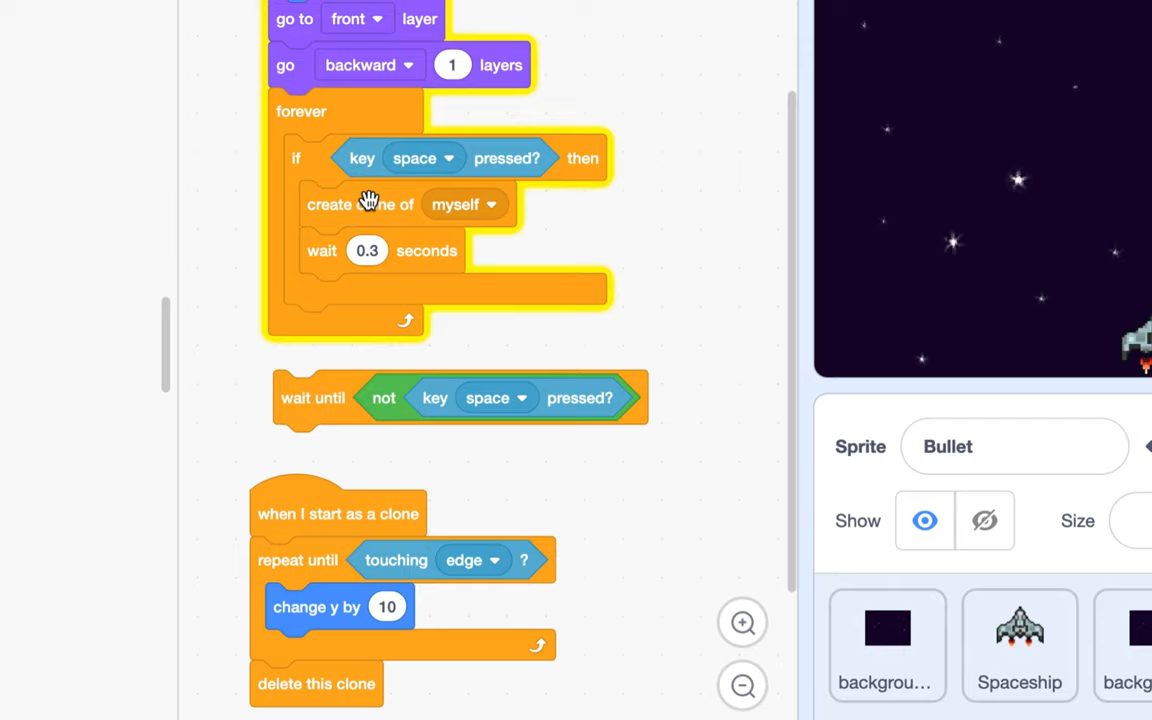 go to front layer
go backward 1 layers
forever
if key space pressed? then
create of myself
wait 0.3 seconds
wait until not key space pressed?
when I start as a clone
repeat until touching edge ?
change y by 10
delete this clone
Sprite Bullet
Show Size
backgrou... Spaceship backg